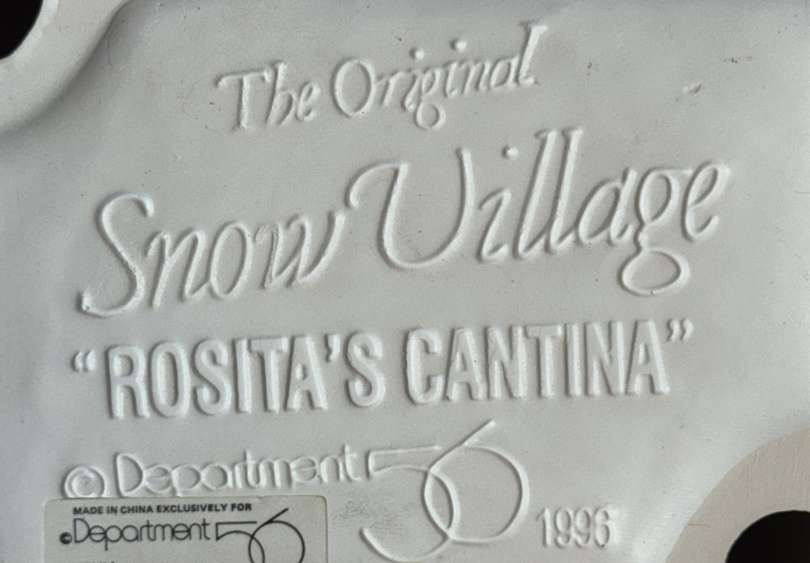 The Original
Snow Village
"ROSITA'S CANTINA"
© Department 56 1996
MADE IN CHINA EXCLUSIVELY FOR
©Department 56